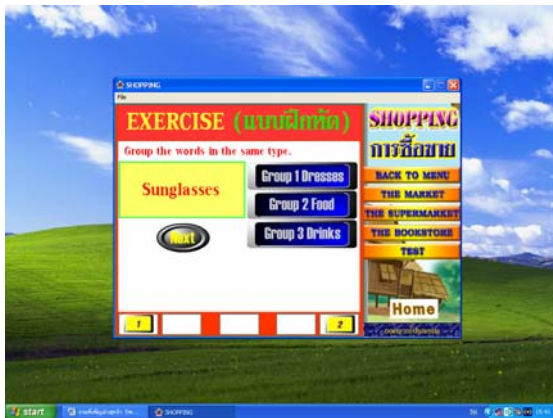 SHOPPING
File
EXERCISE (แบบฝึกหัด)
Group the words in the same type.
Sunglasses
Next
Group 1 Dresses
Group 2 Food
Group 3 Drinks
1
2
SHOPPING
การซื้อขาย
BACK TO MENU
THE MARKET
THE SUPERMARKET
THE BOOKSTORE
TEST
Home
start
SHOPPING